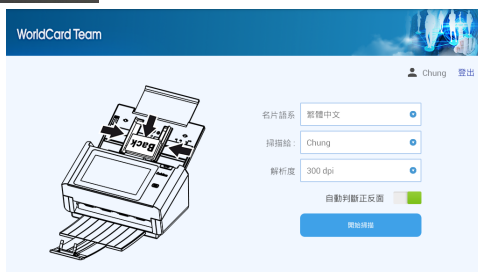 WorldCard Team
Chung 登出
名片語系 繁體中文
掃描給: Chung
解析度 300 dpi
自動判斷正反面
開始掃描
Back